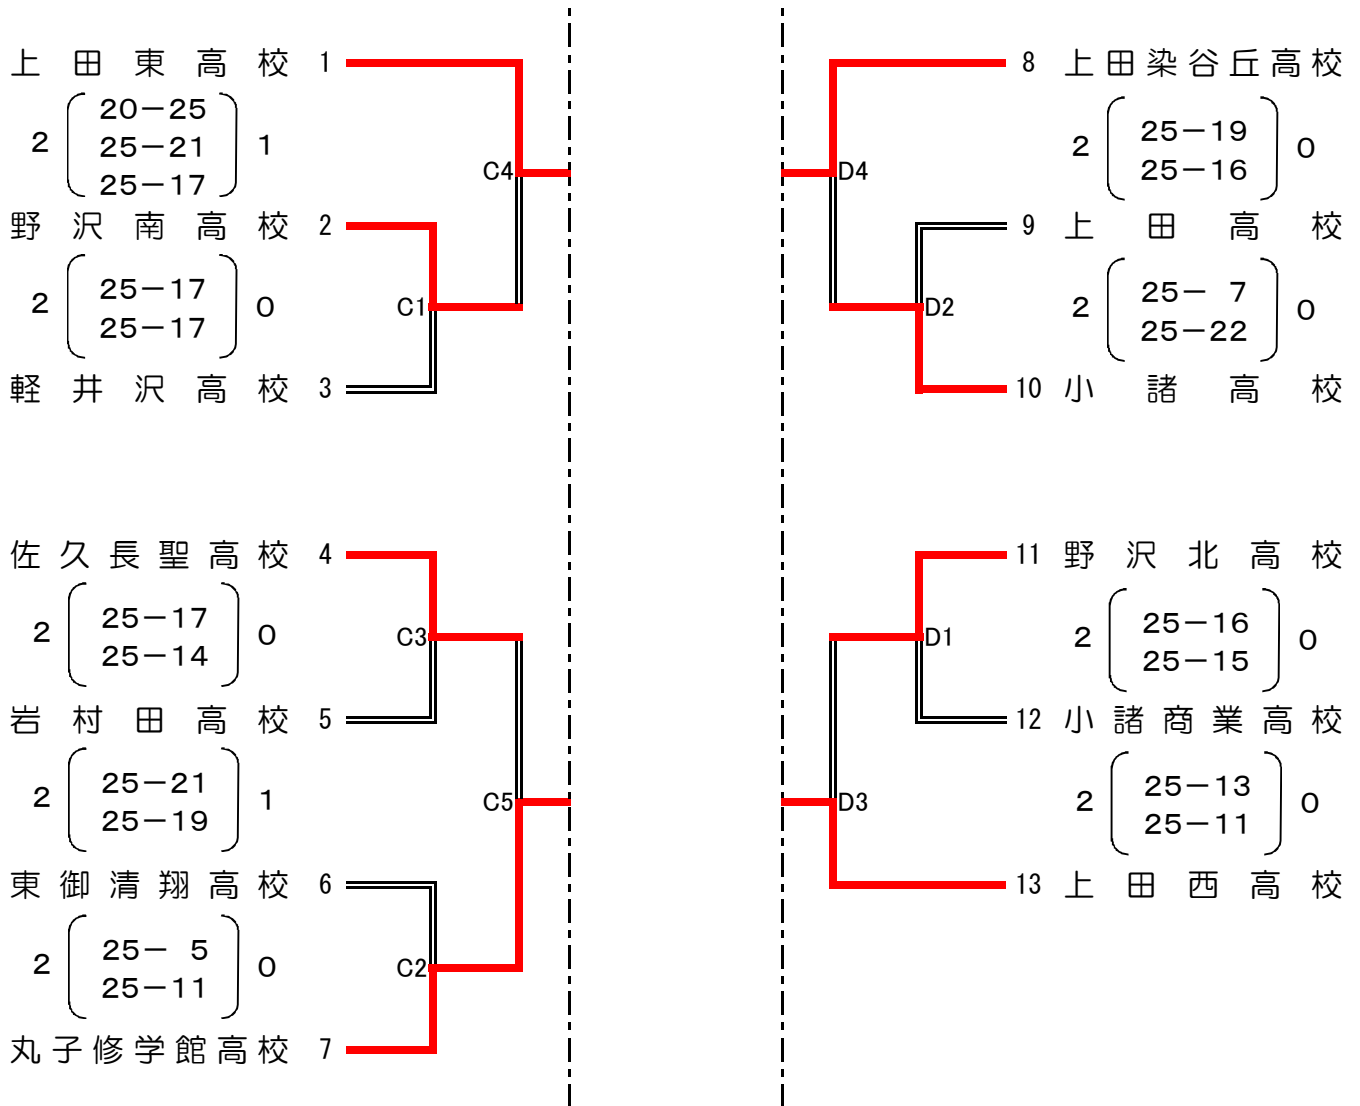 上田東高校 1
20－25
2 25－21 1
25－17
C4
野沢南高校 2
25－17
2 0
25－17
C1
軽井沢高校 3
佐久長聖高校 4
25－17
2 0
25－14
C3
岩村田高校 5
25－21
2 1
25－19
C5
東御清翔高校 6
25－ 5
2 0
25－11
C2
丸子修学館高校 7
8 上田染谷丘高校
25－19
2 0
25－16
D4
9 上田高校
25－ 7
2 0
25－22
D2
10 小諸高校
11 野沢北高校
25－16
2 0
25－15
D1
12 小諸商業高校
25－13
2 0
25－11
D3
13 上田西高校